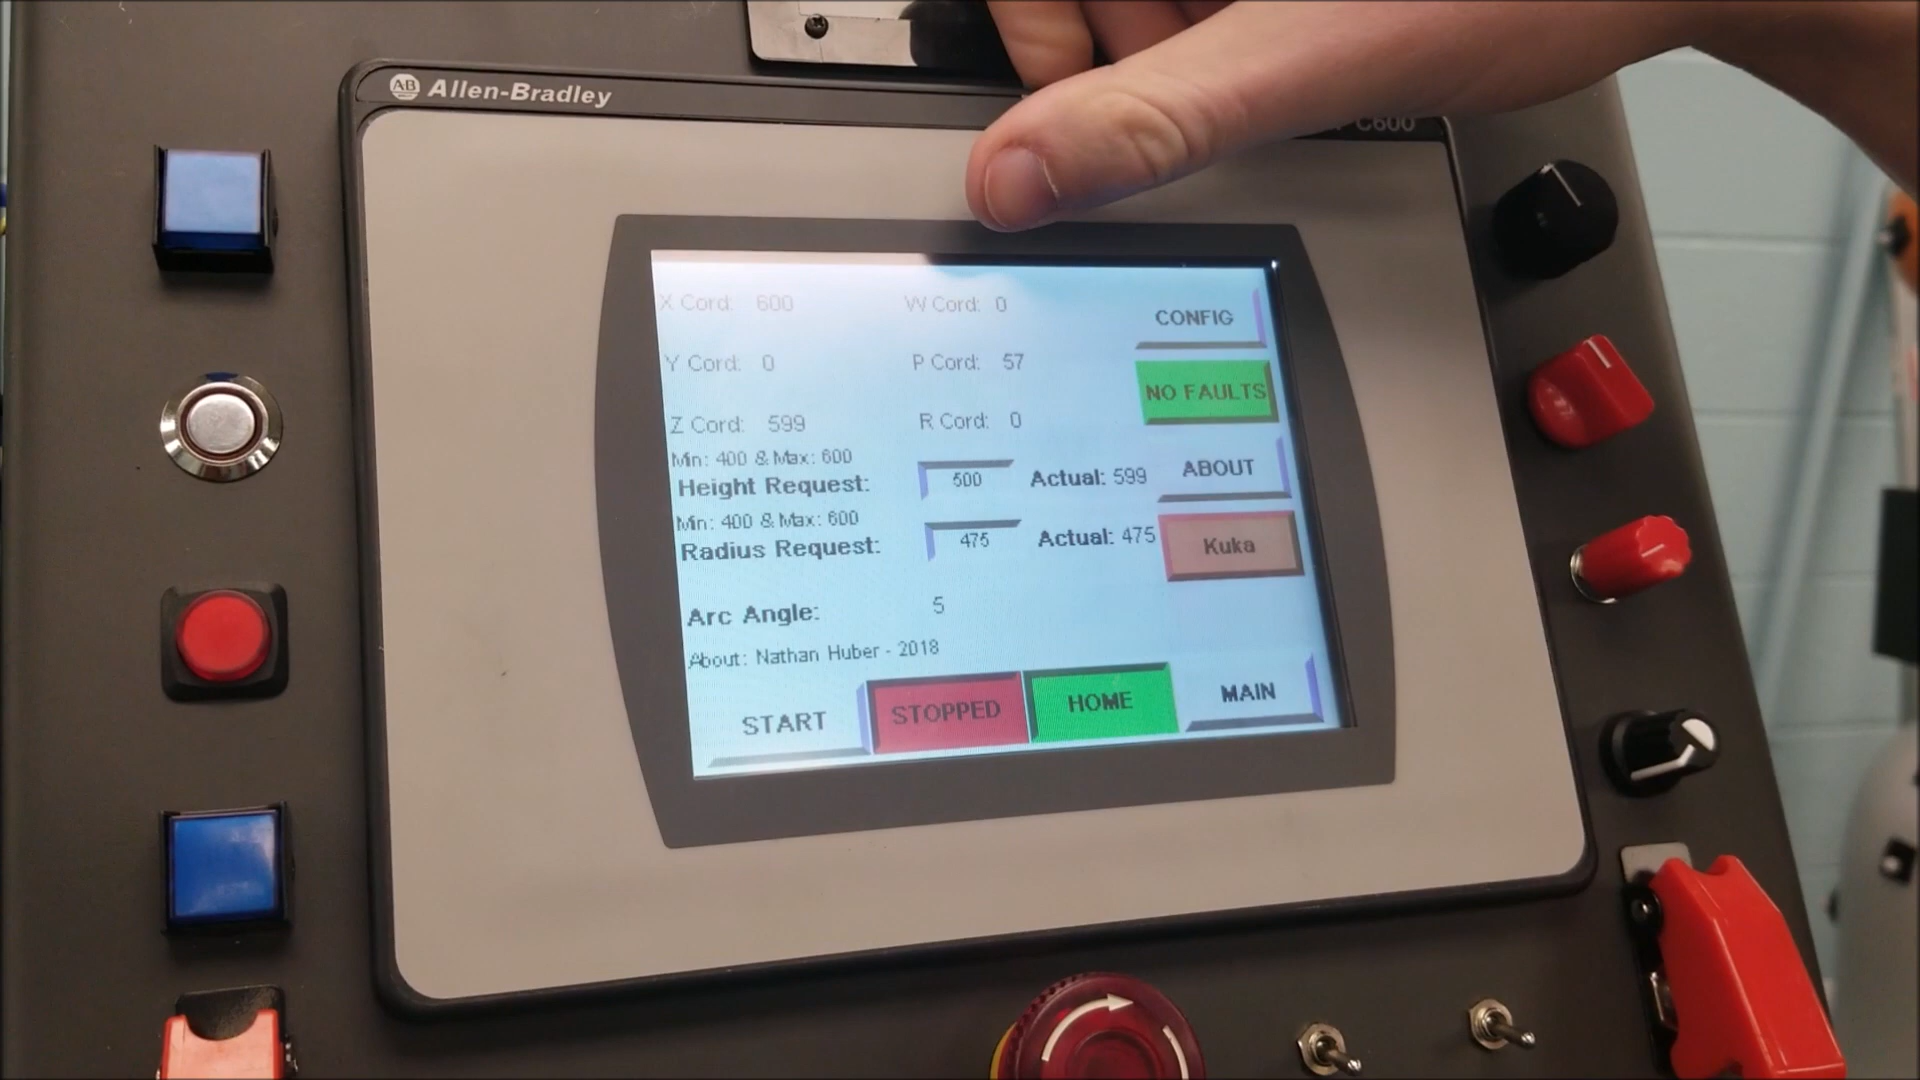 AB Allen-Bradley
C600
X Cord: 600 W Cord: 0
CONFIG
Y Cord: 0 P Cord: 57
NO FAULTS
Z Cord: 599 R Cord: 0
Min: 400 & Max: 600
Height Request: 500 Actual: 599
ABOUT
Min: 400 & Max: 600
Radius Request: 475 Actual: 475
Kuka
Arc Angle: 5
About: Nathan Huber - 2018
START STOPPED HOME MAIN